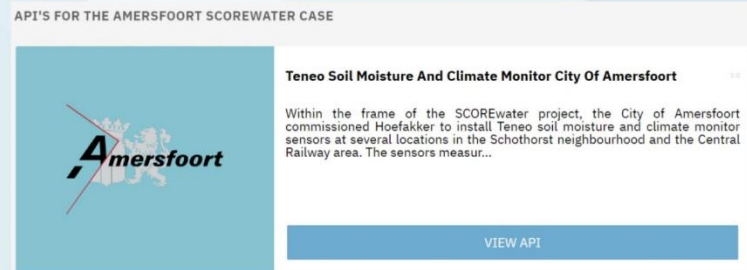 API'S FOR THE AMERSFOORT SCOREWATER CASE
Amersfoort
Teneo Soil Moisture And Climate Monitor City Of Amersfoort
Within the frame of the SCOREwater project, the City of Amersfoort
commissioned Hoefakker to install Teneo soil moisture and climate monitor
sensors at several locations in the Schothorst neighbourhood and the Central
Railway area. The sensors measur...
VIEW API